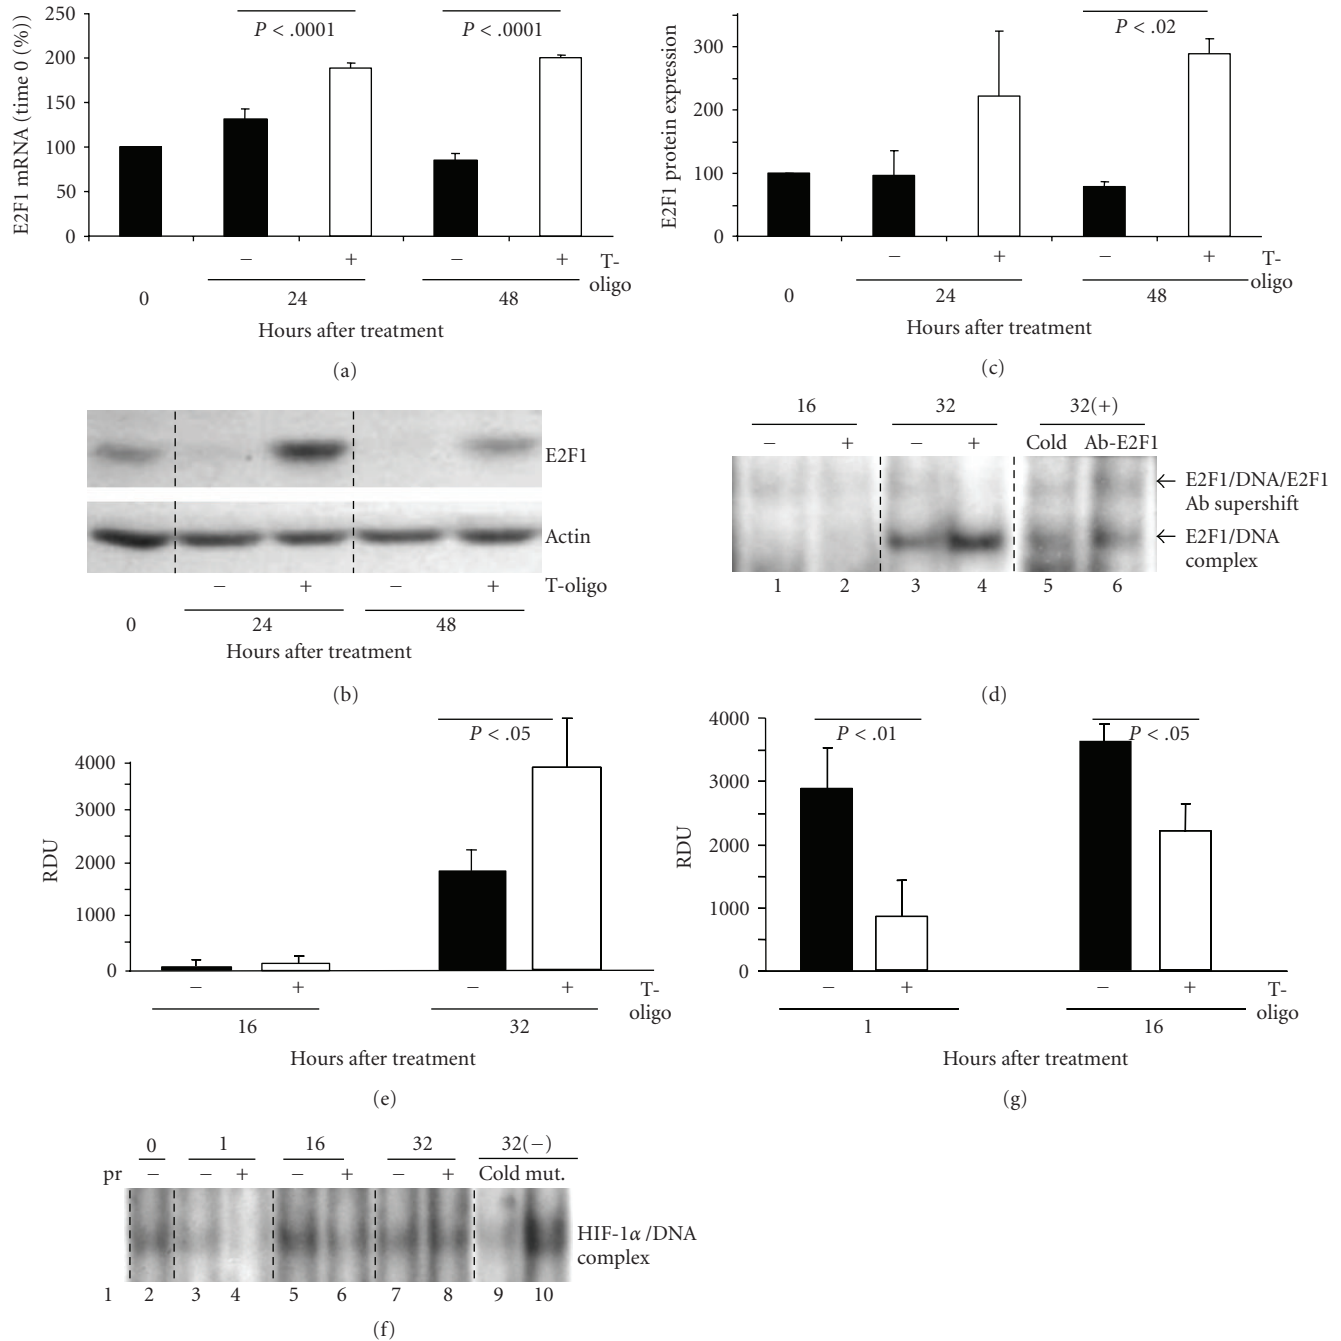 E2F1 mRNA (time 0 (%))
250
200
150
100
50
0
P < .0001
P < .0001
− + − + T-
oligo
0 24 48
Hours after treatment
(a)
E2F1 protein expression
300
200
100
0
P < .02
− + − + T-
oligo
0 24 48
Hours after treatment
(c)
E2F1
Actin
− + − + T-oligo
0 24 48
Hours after treatment
(b)
16 32 32(+)
− + − + Cold Ab-E2F1
← E2F1/DNA/E2F1
Ab supershift
← E2F1/DNA
complex
1 2 3 4 5 6
(d)
RDU
4000
3000
2000
1000
0
P < .05
− + − + T-
oligo
16 32
Hours after treatment
(e)
RDU
4000
3000
2000
1000
0
P < .01
P < .05
− + − + T-
oligo
1 16
Hours after treatment
(g)
0 1 16 32 32(−)
pr − − + − + − + Cold mut.
HIF-1α/DNA
complex
1 2 3 4 5 6 7 8 9 10
(f)